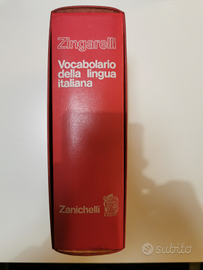 Zingarelli
Vocabolario
della lingua
italiana
Zanichelli
subito